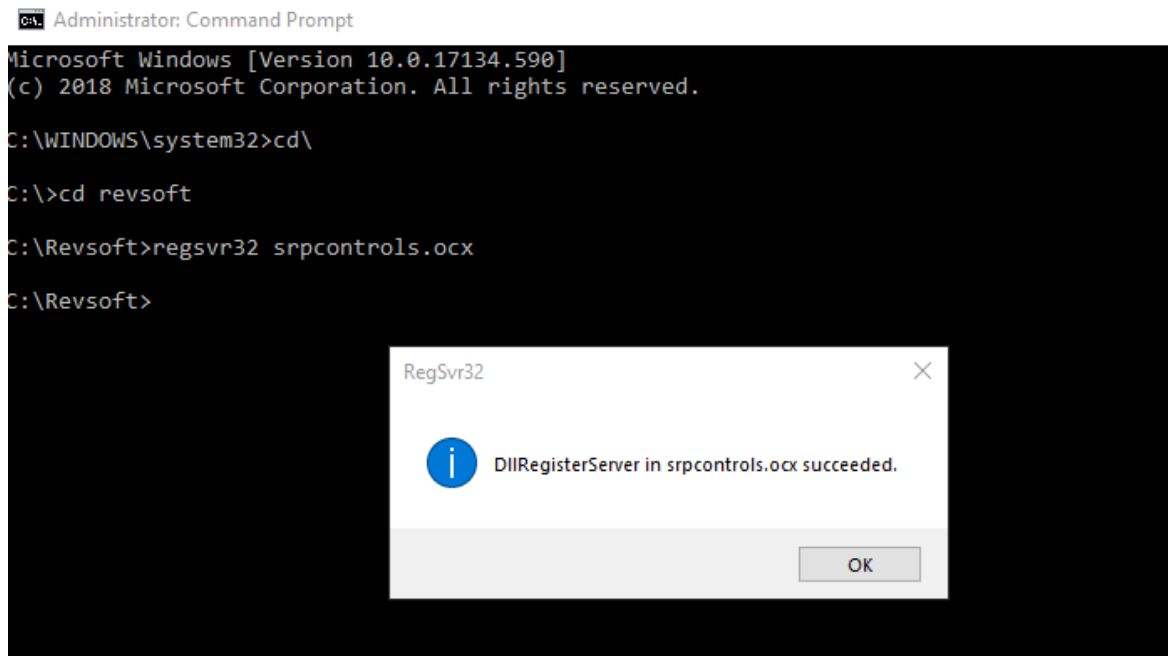 Administrator: Command Prompt
Microsoft Windows [Version 10.0.17134.590]
(c) 2018 Microsoft Corporation. All rights reserved.
C:\WINDOWS\system32>cd\
C:\>cd revsoft
C:\Revsoft>regsvr32 srpcontrols.ocx
C:\Revsoft>
RegSvr32
DllRegisterServer in srpcontrols.ocx succeeded.
OK